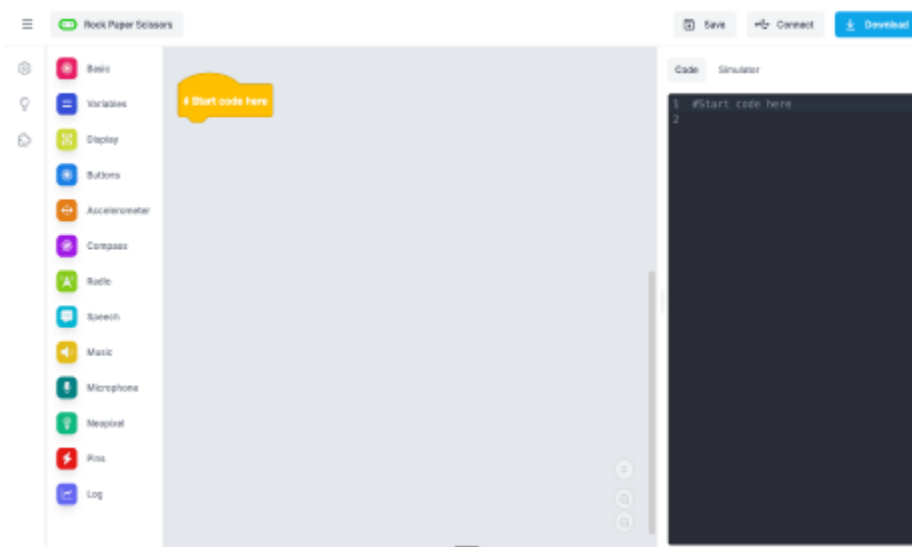 Rock Paper Scissors
Save
Connect
Download
Basic
Variables
Display
Buttons
Accelerometer
Compass
Radio
Speech
Music
Microphone
Neopixel
Pins
Log
# Start code here
Code Simulator
1 #Start code here
2